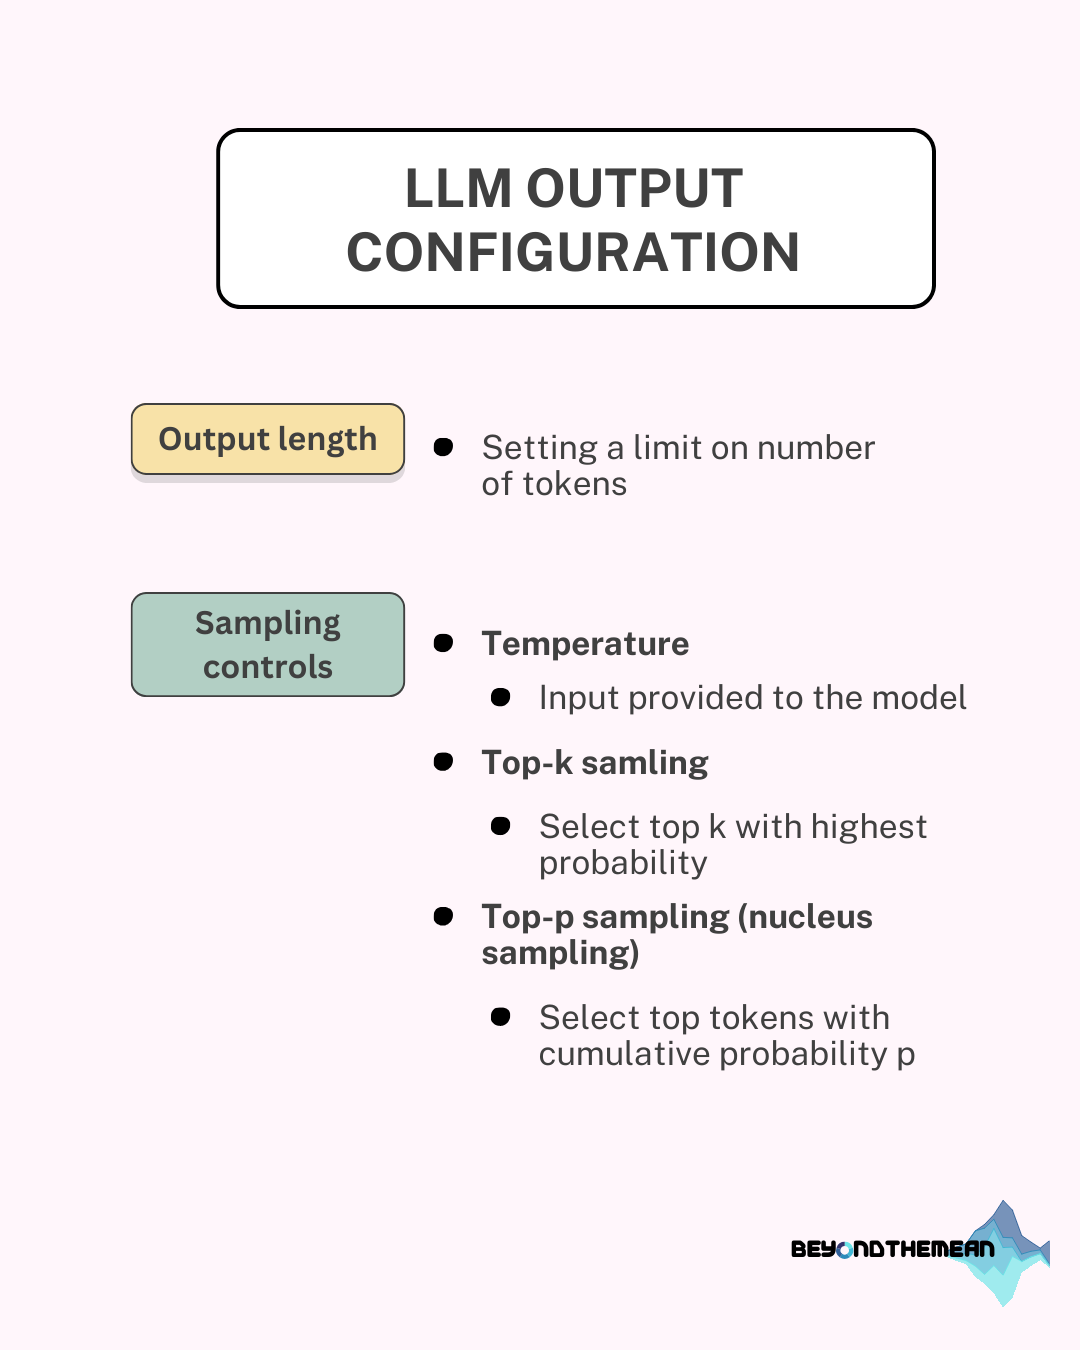 LLM OUTPUT
CONFIGURATION
Output length
Setting a limit on number
of tokens
Sampling
controls
Temperature
Input provided to the model
Top-k samling
Select top k with highest
probability
Top-p sampling (nucleus
sampling)
Select top tokens with
cumulative probability p
BEYONDTHEMEAN